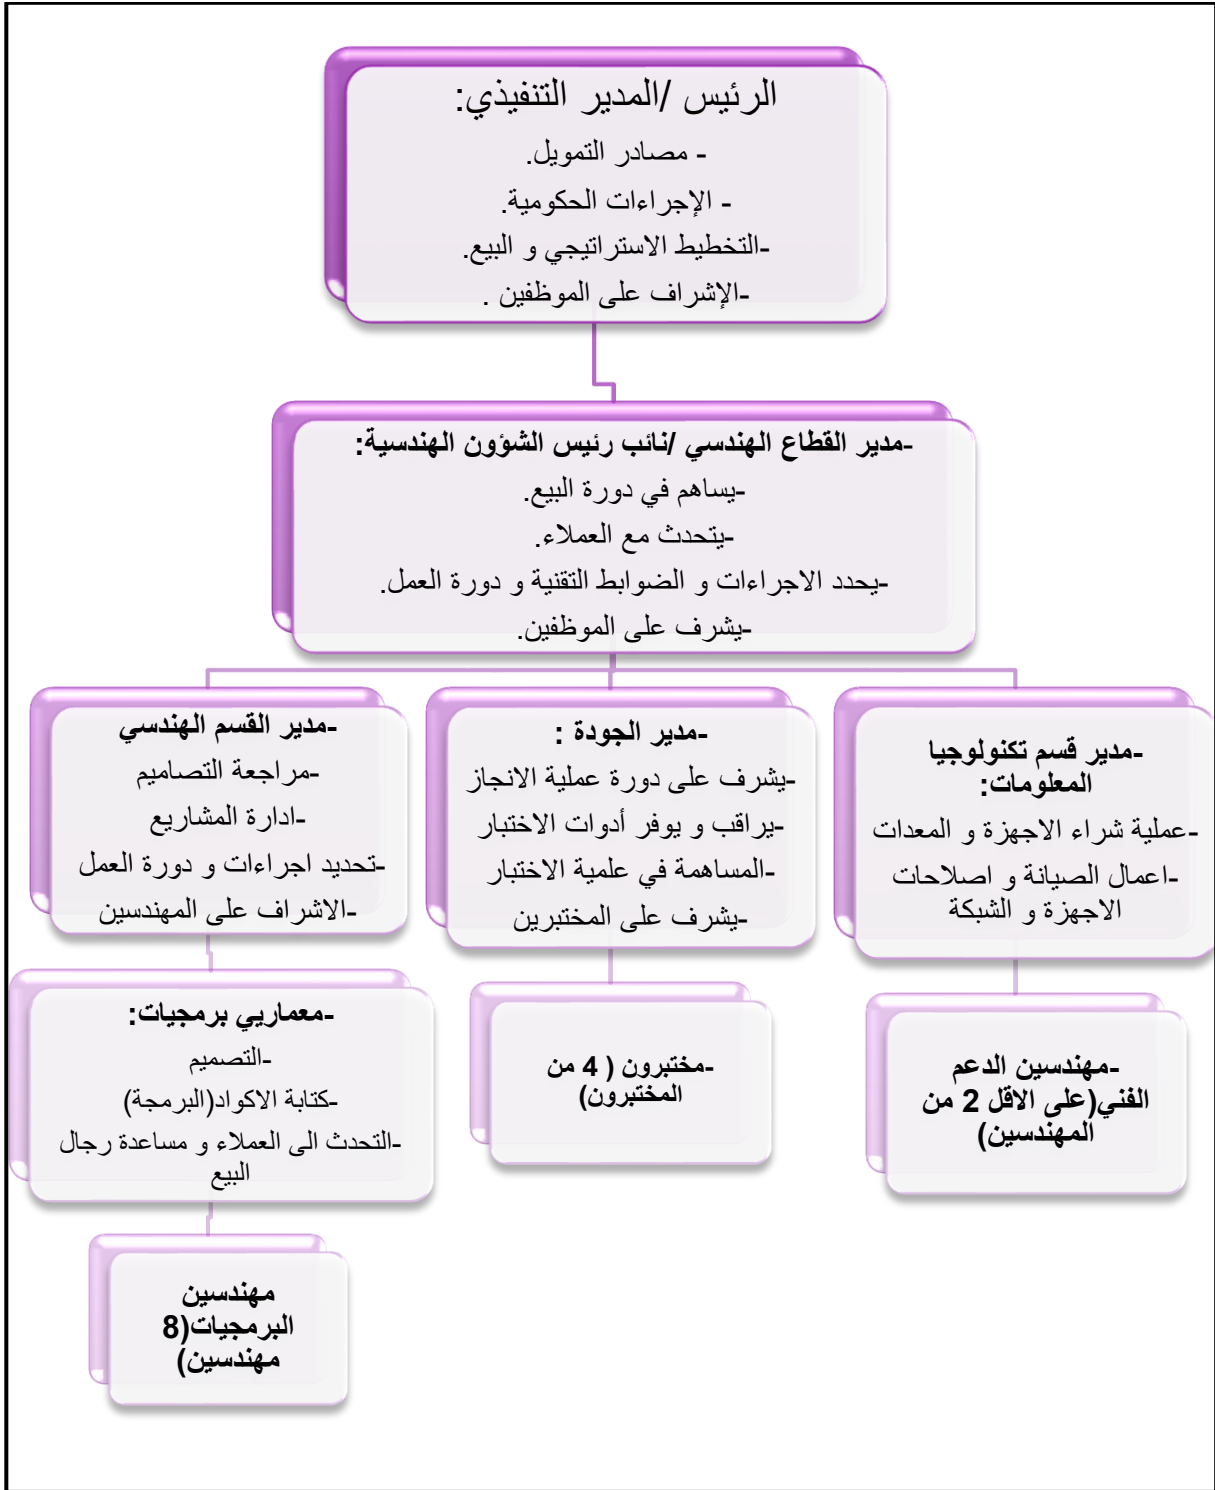 الرئيس /المدير التنفيذي:
- مصادر التمويل.
- الإجراءات الحكومية.
-التخطيط الاستراتيجي و البيع.
-الإشراف على الموظفين .
-مدير القطاع الهندسي /نائب رئيس الشؤون الهندسية:
-يساهم في دورة البيع.
-يتحدث مع العملاء.
-يحدد الاجراءات و الضوابط التقنية و دورة العمل.
-يشرف على الموظفين.
-مدير قسم تكنولوجيا
المعلومات:
-عملية شراء الاجهزة و المعدات
-اعمال الصيانة و اصلاحات
الاجهزة و الشبكة
-مدير الجودة :
-يشرف على دورة عملية الانجاز
-يراقب و يوفر أدوات الاختبار
-المساهمة في علمية الاختبار
-يشرف على المختبرين
-مدير القسم الهندسي
-مراجعة التصاميم
-ادارة المشاريع
-تحديد اجراءات و دورة العمل
-الاشراف على المهندسين
-مهندسين الدعم
الفني(على الاقل 2 من
المهندسين)
-مختبرون ( 4 من
المختبرون)
-معماريي برمجيات:
-التصميم
-كتابة الاكواد(البرمجة)
-التحدث الى العملاء و مساعدة رجال
البيع
مهندسين
البرمجيات(8
مهندسين)